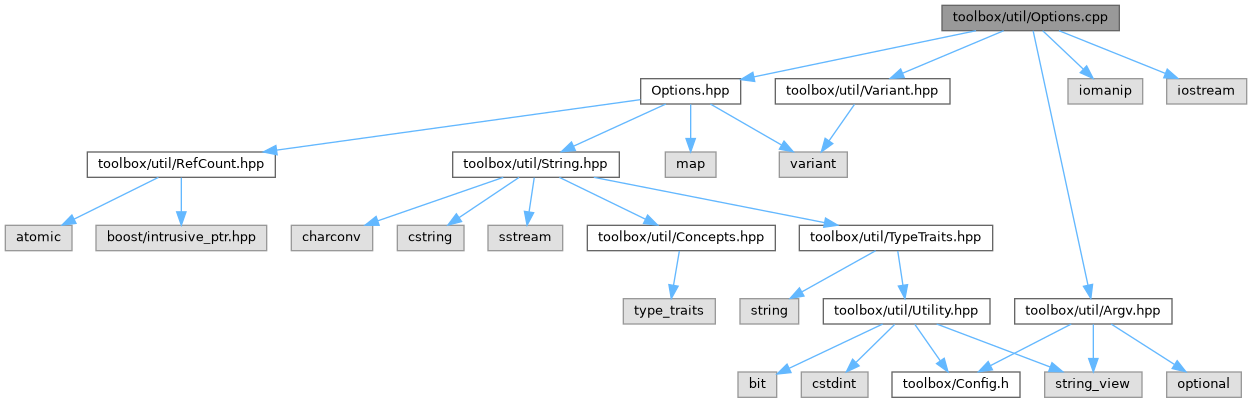 toolbox/util/Options.cpp
Options.hpp
toolbox/util/Variant.hpp
iomanip
iostream
toolbox/util/RefCount.hpp
toolbox/util/String.hpp
map
variant
atomic
boost/intrusive_ptr.hpp
charconv
cstring
sstream
toolbox/util/Concepts.hpp
toolbox/util/TypeTraits.hpp
type_traits
string
toolbox/util/Utility.hpp
toolbox/util/Argv.hpp
bit
cstdint
toolbox/Config.h
string_view
optional